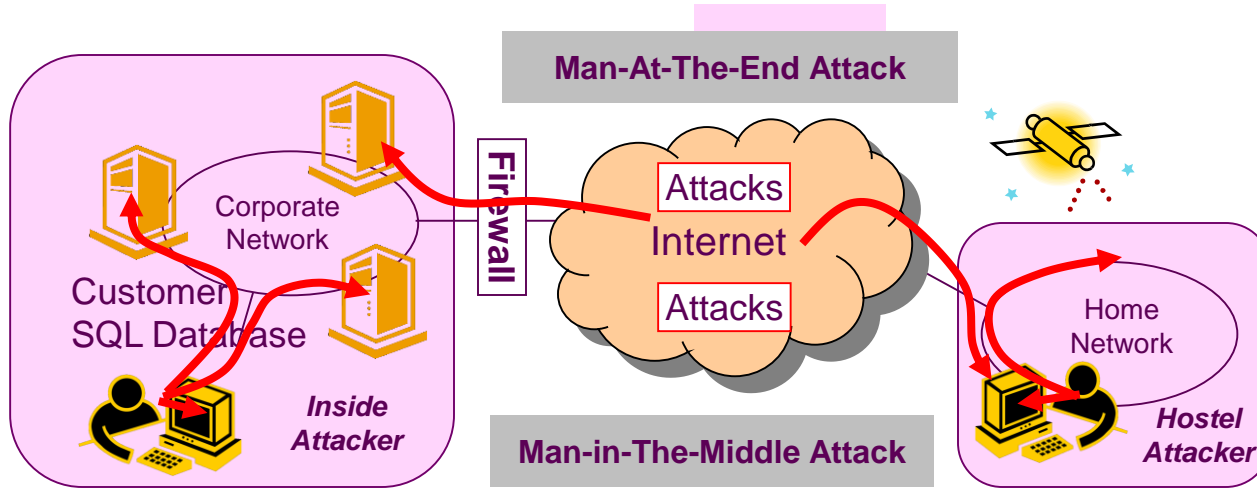 Man-At-The-End Attack
Firewall
Attacks
Internet
Attacks
Corporate
Network
Customer
SQL Database
Inside
Attacker
Home
Network
Hostel
Attacker
Man-in-The-Middle Attack